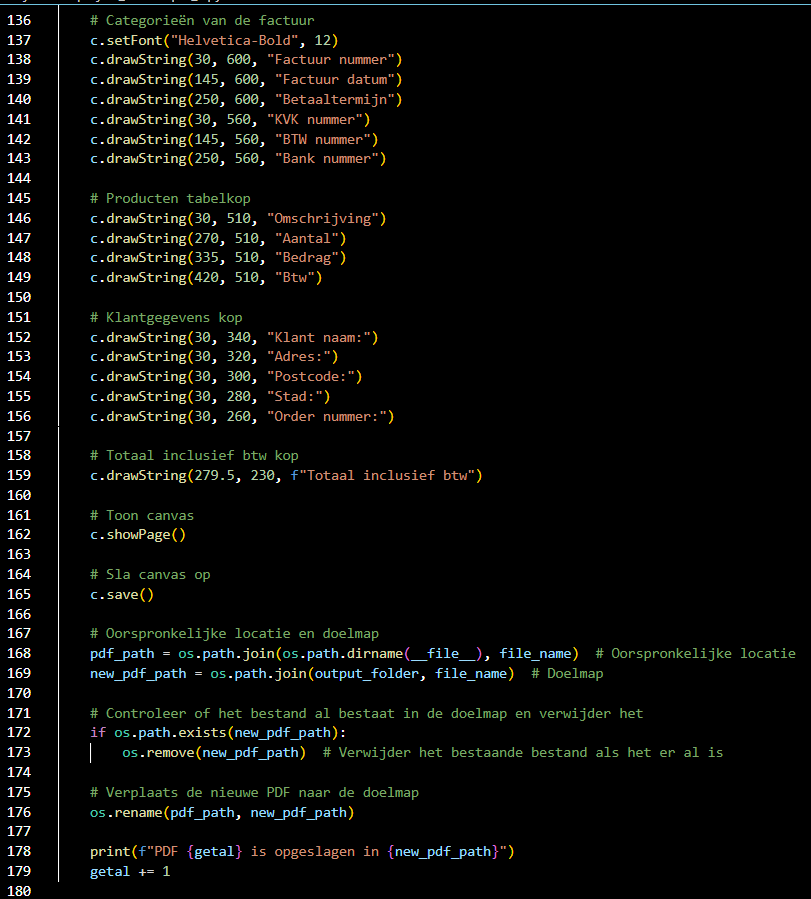 136 # Categorieën van de factuur
137 c.setFont("Helvetica-Bold", 12)
138 c.drawString(30, 600, "Factuur nummer")
139 c.drawString(145, 600, "Factuur datum")
140 c.drawString(250, 600, "Betaaltermijn")
141 c.drawString(30, 560, "KVK nummer")
142 c.drawString(145, 560, "BTW nummer")
143 c.drawString(250, 560, "Bank nummer")
144
145 # Producten tabelkop
146 c.drawString(30, 510, "Omschrijving")
147 c.drawString(270, 510, "Aantal")
148 c.drawString(335, 510, "Bedrag")
149 c.drawString(420, 510, "Btw")
150
151 # Klantgegevens kop
152 c.drawString(30, 340, "Klant naam:")
153 c.drawString(30, 320, "Adres:")
154 c.drawString(30, 300, "Postcode:")
155 c.drawString(30, 280, "Stad:")
156 c.drawString(30, 260, "Order nummer:")
157
158 # Totaal inclusief btw kop
159 c.drawString(279.5, 230, f"Totaal inclusief btw")
160
161 # Toon canvas
162 c.showPage()
163
164 # Sla canvas op
165 c.save()
166
167 # Oorspronkelijke locatie en doelmap
168 pdf_path = os.path.join(os.path.dirname(__file__), file_name)  # Oorspronkelijke locatie
169 new_pdf_path = os.path.join(output_folder, file_name)  # Doelmap
170
171 # Controleer of het bestand al bestaat in de doelmap en verwijder het
172 if os.path.exists(new_pdf_path):
173     os.remove(new_pdf_path)  # Verwijder het bestaande bestand als het er al is
174
175 # Verplaats de nieuwe PDF naar de doelmap
176 os.rename(pdf_path, new_pdf_path)
177
178 print(f"PDF {getal} is opgeslagen in {new_pdf_path}")
179 getal += 1
180